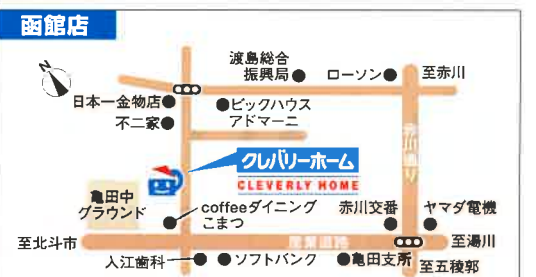 函館店
N
渡島総合
振興局
ローソン
至赤川
日本一金物店
ビックハウス
アドマーニ
不二家
赤川通り
クレバリーホーム
CLEVERLY HOME
亀田中
グラウンド
coffeeダイニング
こまつ
赤川交番
ヤマダ電機
至北斗市
産業道路
至湯川
入江歯科
ソフトバンク
亀田支所
至五稜郭